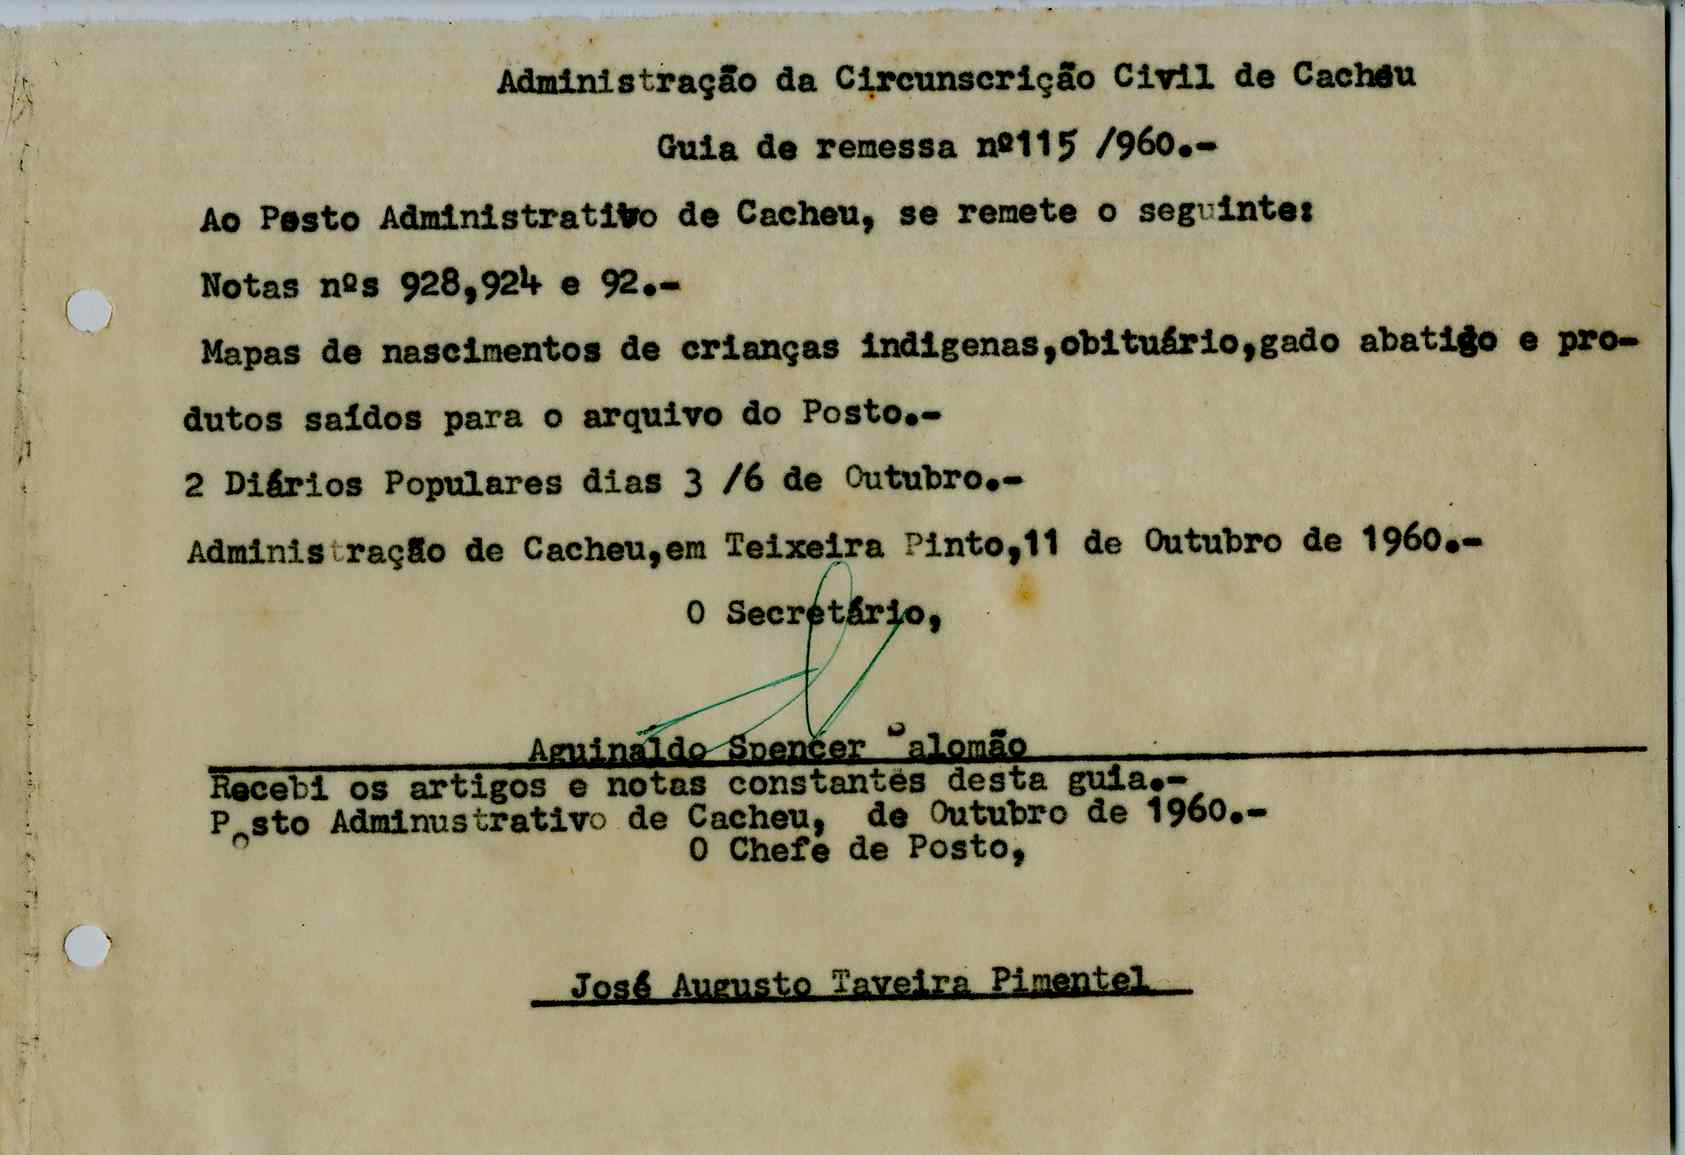 Administração da Circunscrição Civil de Cacheu
Guia de remessa nº115 /960.-
Ao Posto Administrativo de Cacheu, se remete o seguinte:
Notas nºs 928,924 e 92.-
Mapas de nascimentos de crianças indigenas,obituário,gado abatido e pro-
dutos saídos para o arquivo do Posto.-
2 Diários Populares dias 3 /6 de Outubro.-
Administração de Cacheu,em Teixeira Pinto,11 de Outubro de 1960.-
O Secretário,
Aguinaldo Spencer Salomão
Recebi os artigos e notas constantes desta guia.-
Posto Adminustrativo de Cacheu, de Outubro de 1960.-
O Chefe de Posto,
José Augusto Taveira Pimentel